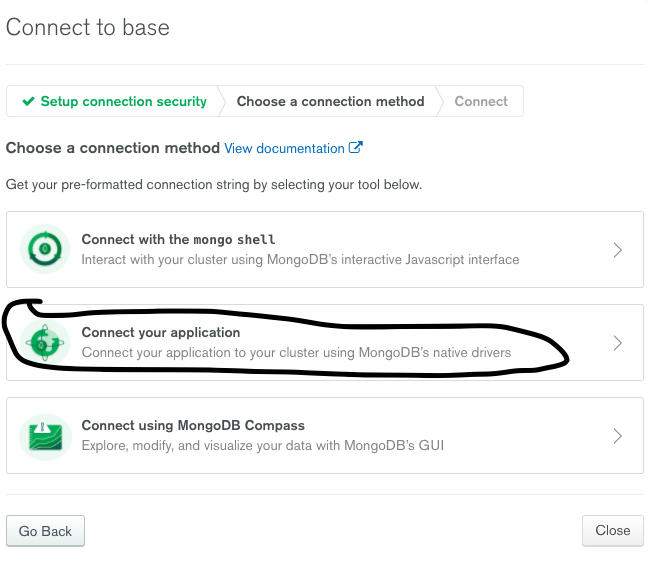 Connect to base
Setup connection security Choose a connection method Connect
Choose a connection method View documentation
Get your pre-formatted connection string by selecting your tool below.
Connect with the mongo shell
Interact with your cluster using MongoDB's interactive Javascript interface
Connect your application
Connect your application to your cluster using MongoDB's native drivers
Connect using MongoDB Compass
Explore, modify, and visualize your data with MongoDB's GUI
Go Back Close